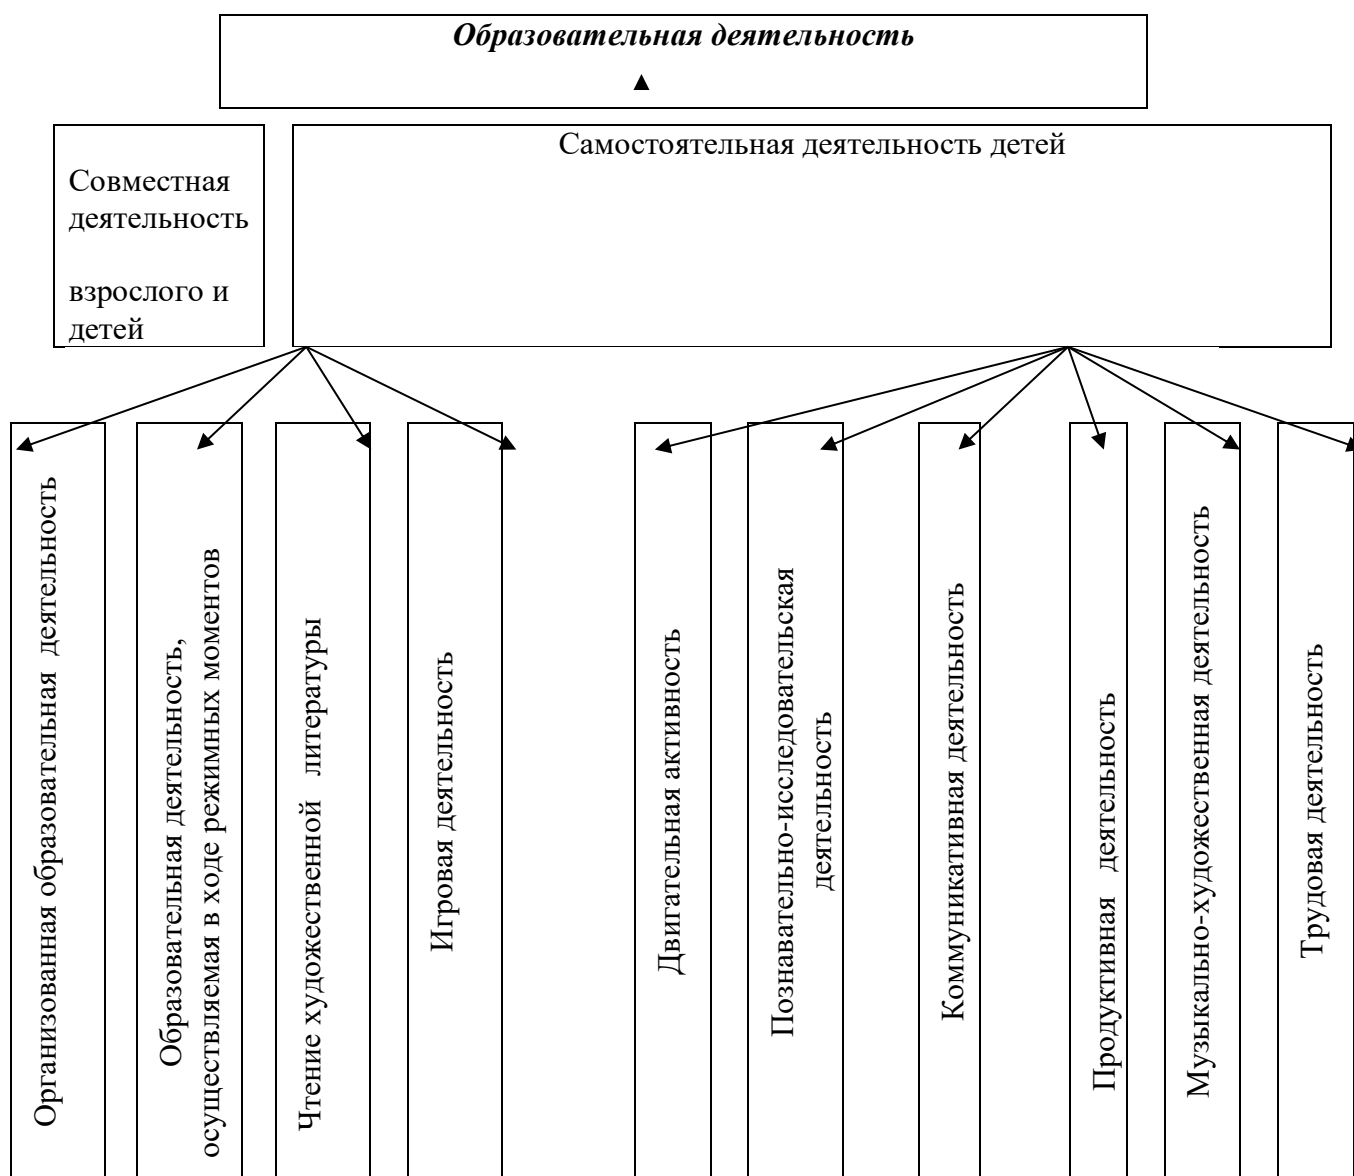 Образовательная деятельность
▲
Самостоятельная деятельность детей
Совместная
деятельность
взрослого и
детей
Организованная образовательная деятельность
Образовательная деятельность,
осуществляемая в ходе режимных моментов
Чтение художественной литературы
Игровая деятельность
Двигательная активность
Познавательно-исследовательская
деятельность
Коммуникативная деятельность
Продуктивная деятельность
Музыкально-художественная деятельность
Трудовая деятельность